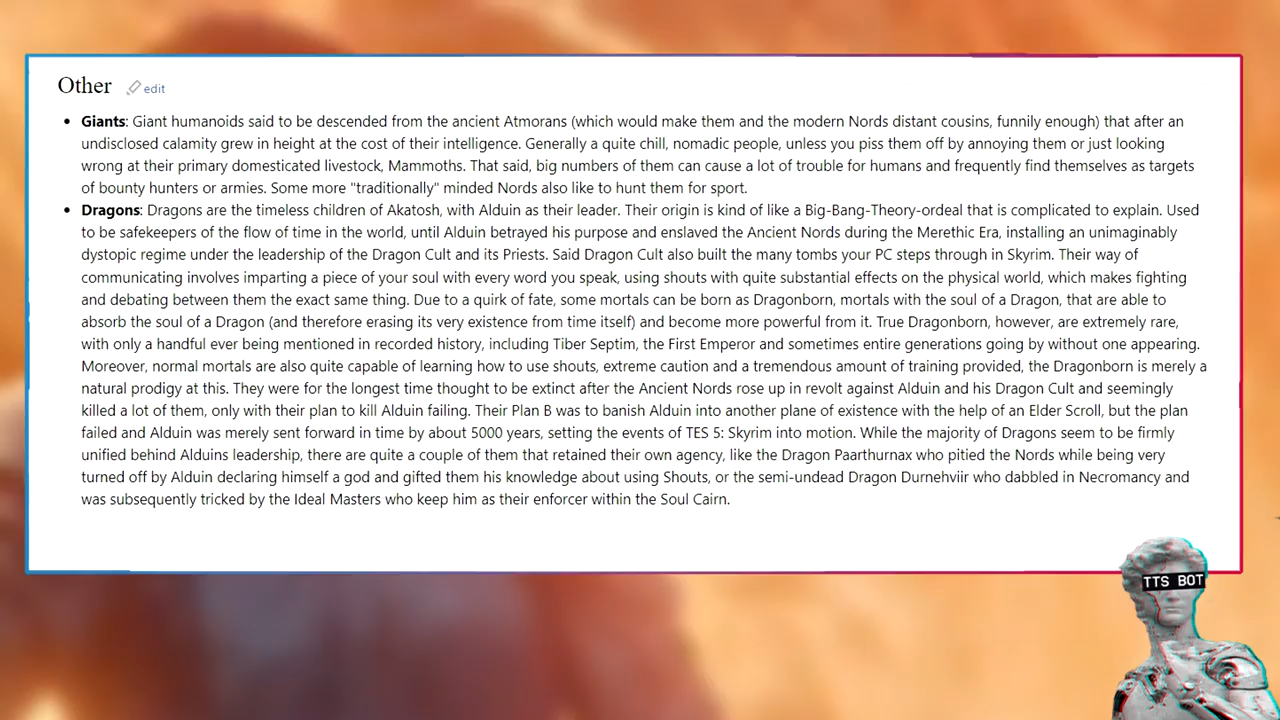 Other edit
Giants: Giant humanoids said to be descended from the ancient Atmorans (which would make them and the modern Nords distant cousins, funnily enough) that after an
undisclosed calamity grew in height at the cost of their intelligence. Generally a quite chill, nomadic people, unless you piss them off by annoying them or just looking
wrong at their primary domesticated livestock, Mammoths. That said, big numbers of them can cause a lot of trouble for humans and frequently find themselves as targets
of bounty hunters or armies. Some more "traditionally" minded Nords also like to hunt them for sport.
Dragons: Dragons are the timeless children of Akatosh, with Alduin as their leader. Their origin is kind of like a Big-Bang-Theory-ordeal that is complicated to explain. Used
to be safekeepers of the flow of time in the world, until Alduin betrayed his purpose and enslaved the Ancient Nords during the Merethic Era, installing an unimaginably
dystopic regime under the leadership of the Dragon Cult and its Priests. Said Dragon Cult also built the many tombs your PC steps through in Skyrim. Their way of
communicating involves imparting a piece of your soul with every word you speak, using shouts with quite substantial effects on the physical world, which makes fighting
and debating between them the exact same thing. Due to a quirk of fate, some mortals can be born as Dragonborn, mortals with the soul of a Dragon, that are able to
absorb the soul of a Dragon (and therefore erasing its very existence from time itself) and become more powerful from it. True Dragonborn, however, are extremely rare,
with only a handful ever being mentioned in recorded history, including Tiber Septim, the First Emperor and sometimes entire generations going by without one appearing.
Moreover, normal mortals are also quite capable of learning how to use shouts, extreme caution and a tremendous amount of training provided, the Dragonborn is merely a
natural prodigy at this. They were for the longest time thought to be extinct after the Ancient Nords rose up in revolt against Alduin and his Dragon Cult and seemingly
killed a lot of them, only with their plan to kill Alduin failing. Their Plan B was to banish Alduin into another plane of existence with the help of an Elder Scroll, but the plan
failed and Alduin was merely sent forward in time by about 5000 years, setting the events of TES 5: Skyrim into motion. While the majority of Dragons seem to be firmly
unified behind Alduins leadership, there are quite a couple of them that retained their own agency, like the Dragon Paarthurnax who pitied the Nords while being very
turned off by Alduin declaring himself a god and gifted them his knowledge about using Shouts, or the semi-undead Dragon Durnehviir who dabbled in Necromancy and
was subsequently tricked by the Ideal Masters who keep him as their enforcer within the Soul Cairn.
TTS BOT